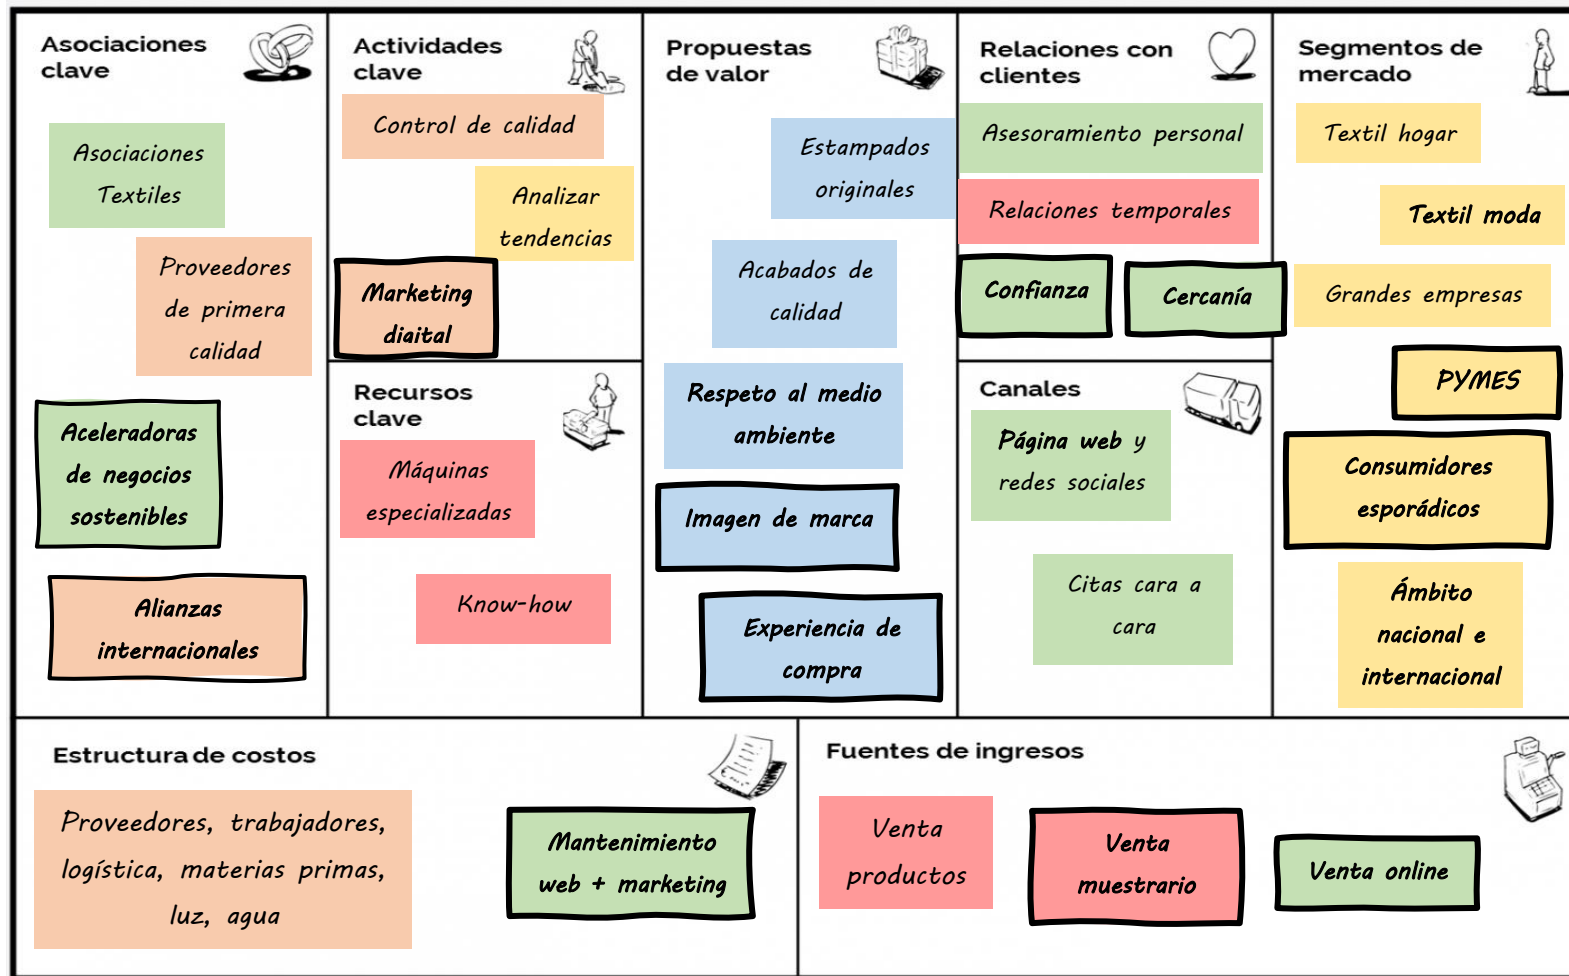 Asociaciones
clave
Asociaciones
Textiles
Proveedores
de primera
calidad
Aceleradoras
de negocios
sostenibles
Alianzas
internacionales
Actividades
clave
Control de calidad
Analizar
tendencias
Marketing
digital
Recursos
clave
Máquinas
especializadas
Know-how
Propuestas
de valor
Estampados
originales
Acabados de
calidad
Respeto al medio
ambiente
Imagen de marca
Experiencia de
compra
Relaciones con
clientes
Asesoramiento personal
Relaciones temporales
Confianza
Cercanía
Canales
Página web y
redes sociales
Citas cara a
cara
Segmentos de
mercado
Textil hogar
Textil moda
Grandes empresas
PYMES
Consumidores
esporádicos
Ámbito
nacional e
internacional
Estructura de costos
Proveedores, trabajadores,
logística, materias primas,
luz, agua
Mantenimiento
web + marketing
Fuentes de ingresos
Venta
productos
Venta
muestrario
Venta online